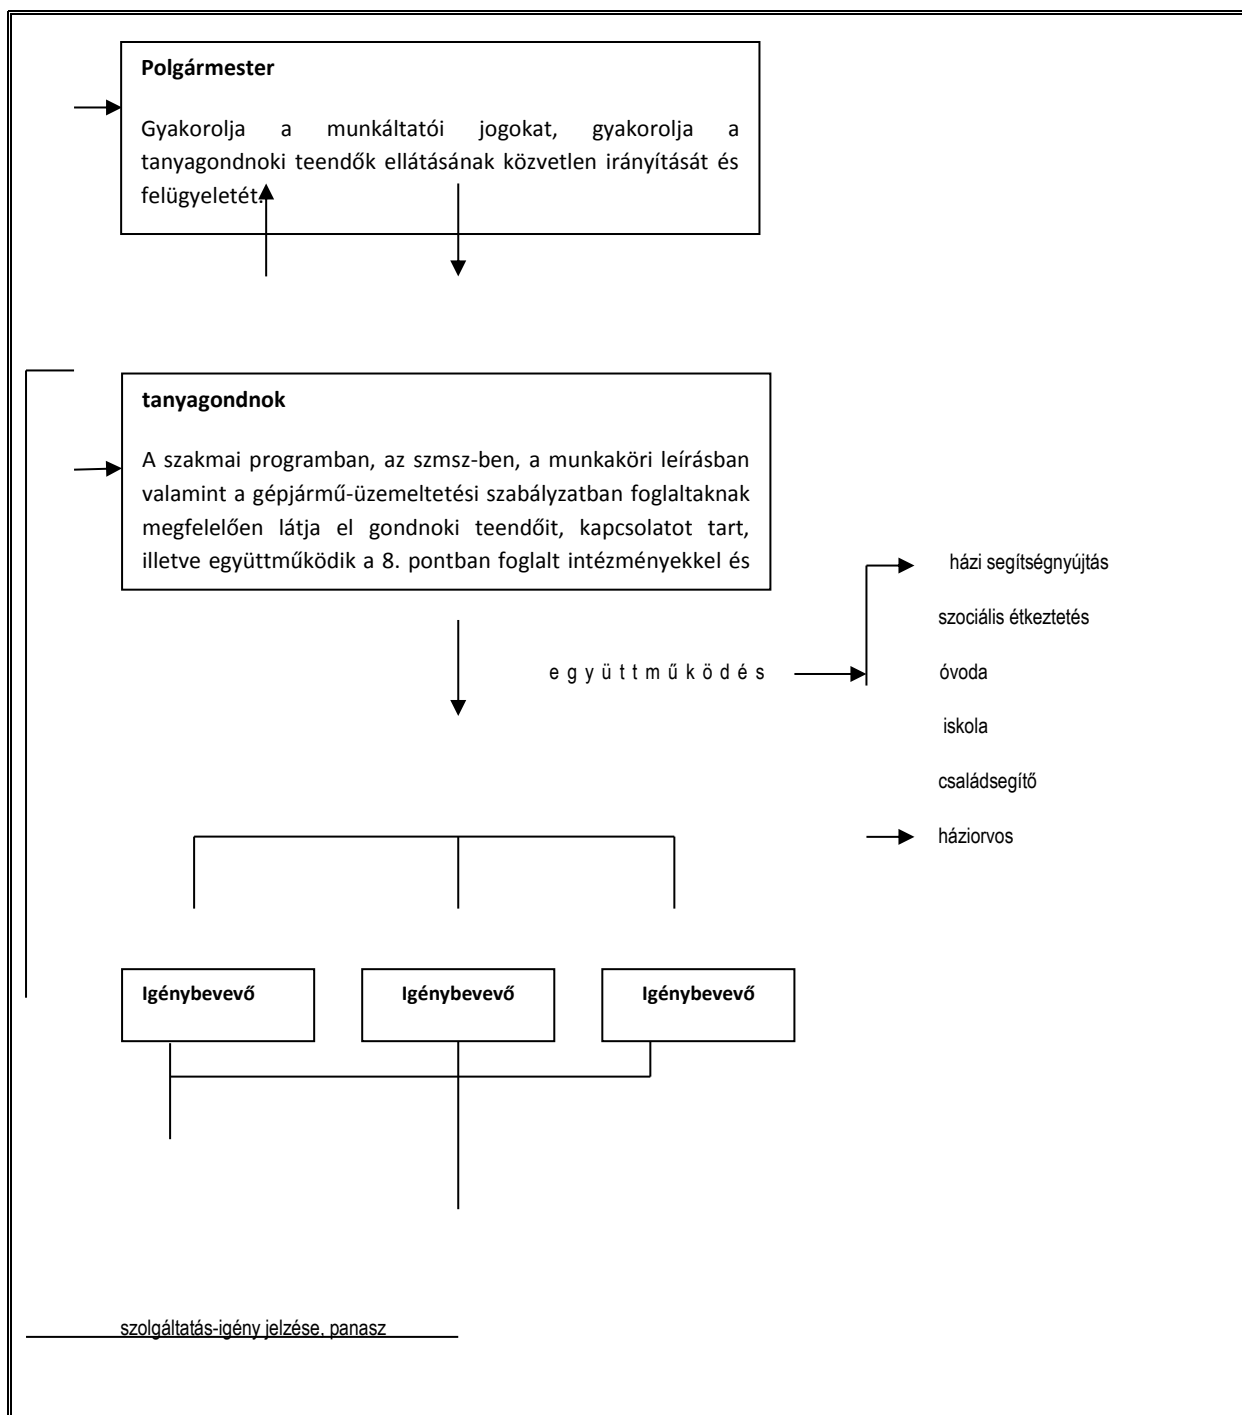 Polgármester
Gyakorolja a munkáltatói jogokat, gyakorolja a
tanyagondnoki teendők ellátásának közvetlen irányítását és
felügyeletét.
tanyagondnok
A szakmai programban, az szmsz-ben, a munkaköri leírásban
valamint a gépjármű-üzemeltetési szabályzatban foglaltaknak
megfelelően látja el gondnoki teendőit, kapcsolatot tart,
illetve együttműködik a 8. pontban foglalt intézményekkel és
házi segítségnyújtás
szociális étkeztetés
e g y ü t t m ű k ö d é s
óvoda
iskola
családsegítő
háziorvos
Igénybevevő
Igénybevevő
Igénybevevő
szolgáltatás-igény jelzése, panasz